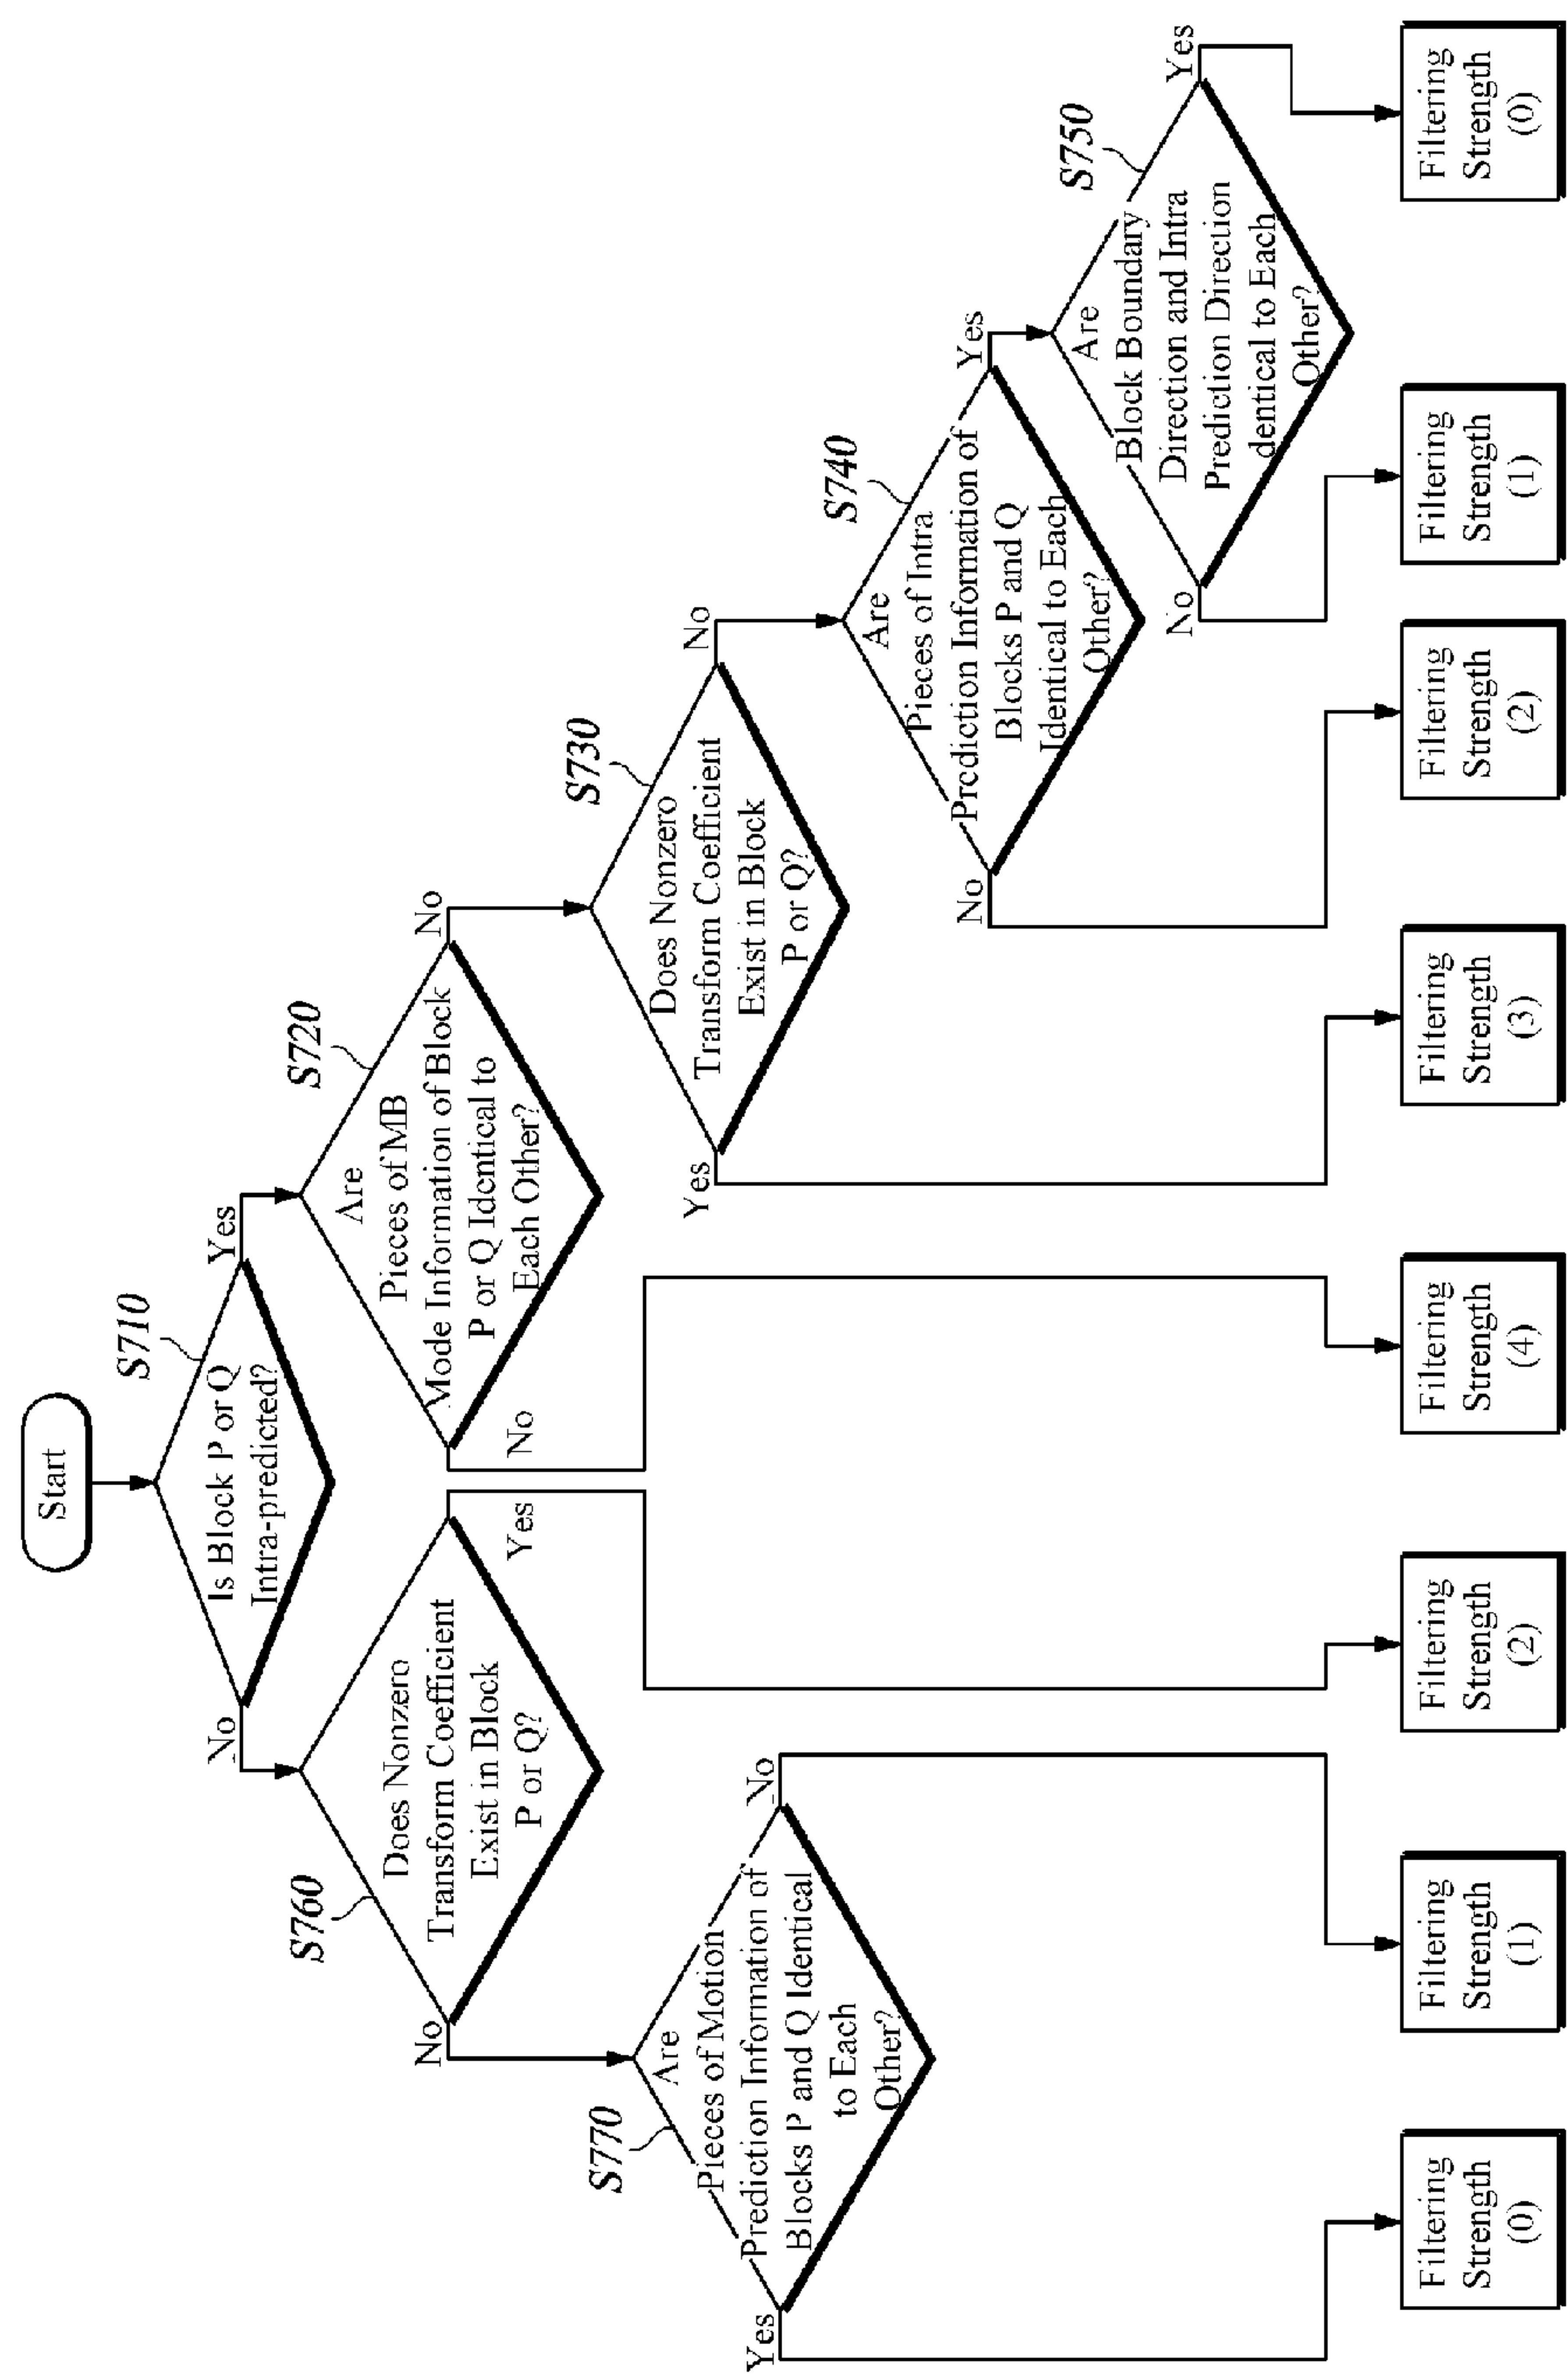 Start
S710
Is Block P or Q
Intra-predicted?
No
Yes
S760
Does Nonzero
Transform Coefficient
Exist in Block
P or Q?
No
Yes
S720
Are
Pieces of MB
Mode Information of Block
P or Q Identical to
Each Other?
No
No
S770
Are
Pieces of Motion
Prediction Information of
Blocks P and Q Identical
to Each
Other?
Yes
No
S730
Does Nonzero
Transform Coefficient
Exist in Block
P or Q?
Yes
No
S740
Are
Pieces of Intra
Prediction Information of
Blocks P and Q
Identical to Each
Other?
No
Yes
S750
Are
Block Boundary
Direction and Intra
Prediction Direction
dentical to Each
Other?
No
Yes
Filtering
Strength
(0)
Filtering
Strength
(1)
Filtering
Strength
(2)
Filtering
Strength
(4)
Filtering
Strength
(3)
Filtering
Strength
(2)
Filtering
Strength
(1)
Filtering
Strength
(0)